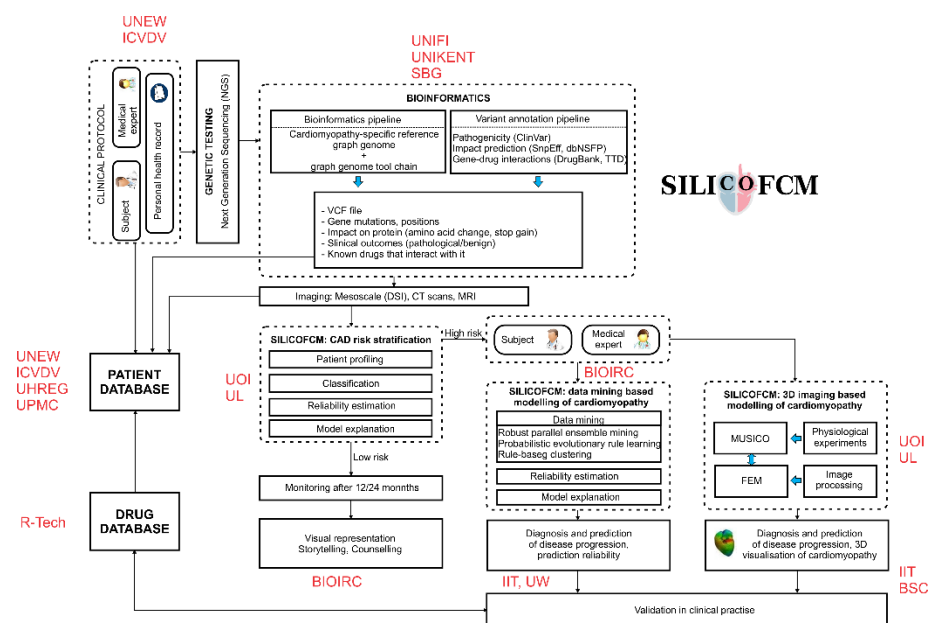 UNEW
ICVDV
UNIFI
UNIKENT
SBG
CLINICAL PROTOCOL
Medical expert
Subject
Personal health record
GENETIC TESTING
Next Generation Sequencing (NGS)
BIOINFORMATICS
Bioinformatics pipeline
Cardiomyopathy-specific reference
graph genome
+
graph genome tool chain
Variant annotation pipeline
Pathogenicity (ClinVar)
Impact prediction (SnpEff, dbNSFP)
Gene-drug interactions (DrugBank, TTD)
- VCF file
- Gene mutations, positions
- Impact on protein (amino acid change, stop gain)
- Slinical outcomes (pathological/benign)
- Known drugs that interact with it
SILICOFCM
Imaging: Mesoscale (DSI), CT scans, MRI
UNEW
ICVDV
UHREG
UPMC
PATIENT
DATABASE
R-Tech
DRUG
DATABASE
UOI
UL
SILICOFCM: CAD risk stratification
Patient profiling
Classification
Reliability estimation
Model explanation
High risk
Low risk
Monitoring after 12/24 monnths
Visual representation
Storytelling, Counselling
BIOIRC
Subject
Medical
expert
BIOIRC
SILICOFCM: data mining based
modelling of cardiomyopathy
Data mining
Robust parallel ensemble mining
Probabilistic evolutionary rule learning
Rule-baseg clustering
Reliability estimation
Model explanation
Diagnosis and prediction
of disease progression,
prediction reliability
IIT, UW
SILICOFCM: 3D imaging based
modelling of cardiomyopathy
MUSICO
Physiological
experiments
FEM
Image
processing
UOI
UL
Diagnosis and prediction
of disease progression, 3D
visualisation of cardiomyopathy
IIT
BSC
Validation in clinical practise